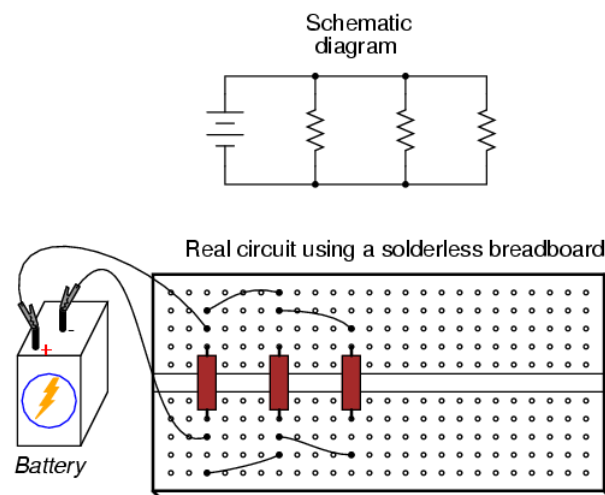 Schematic
diagram
Real circuit using a solderless breadboard
-
+
Battery